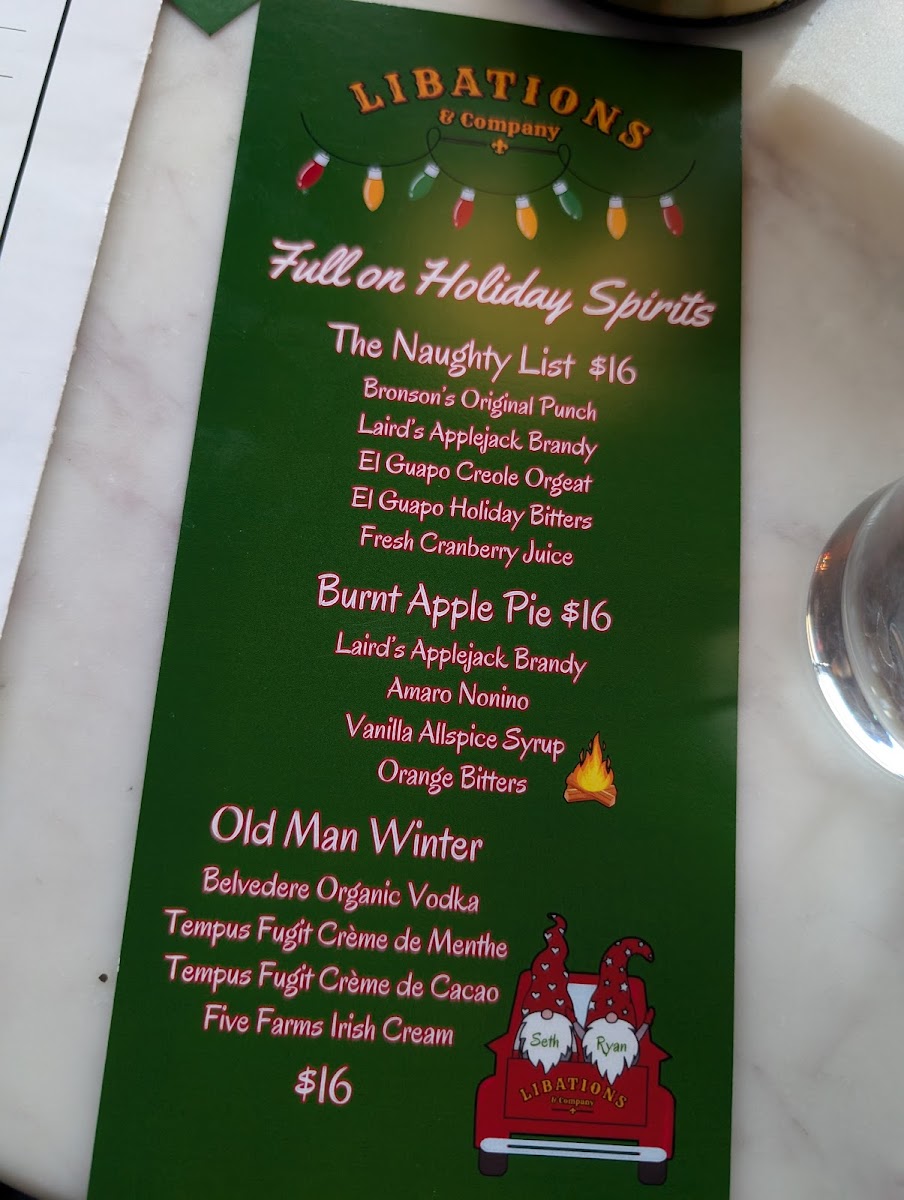 LIBATIONS
& Company
Full on Holiday Spirits
The Naughty List $16
Bronson's Original Punch
Laird's Applejack Brandy
El Guapo Creole Orgeat
El Guapo Holiday Bitters
Fresh Cranberry Juice
Burnt Apple Pie $16
Laird's Applejack Brandy
Amaro Nonino
Vanilla Allspice Syrup
Orange Bitters
Old Man Winter
Belvedere Organic Vodka
Tempus Fugit Crème de Menthe
Tempus Fugit Crème de Cacao
Five Farms Irish Cream
$16
Seth Ryan
LIBATIONS
& Company